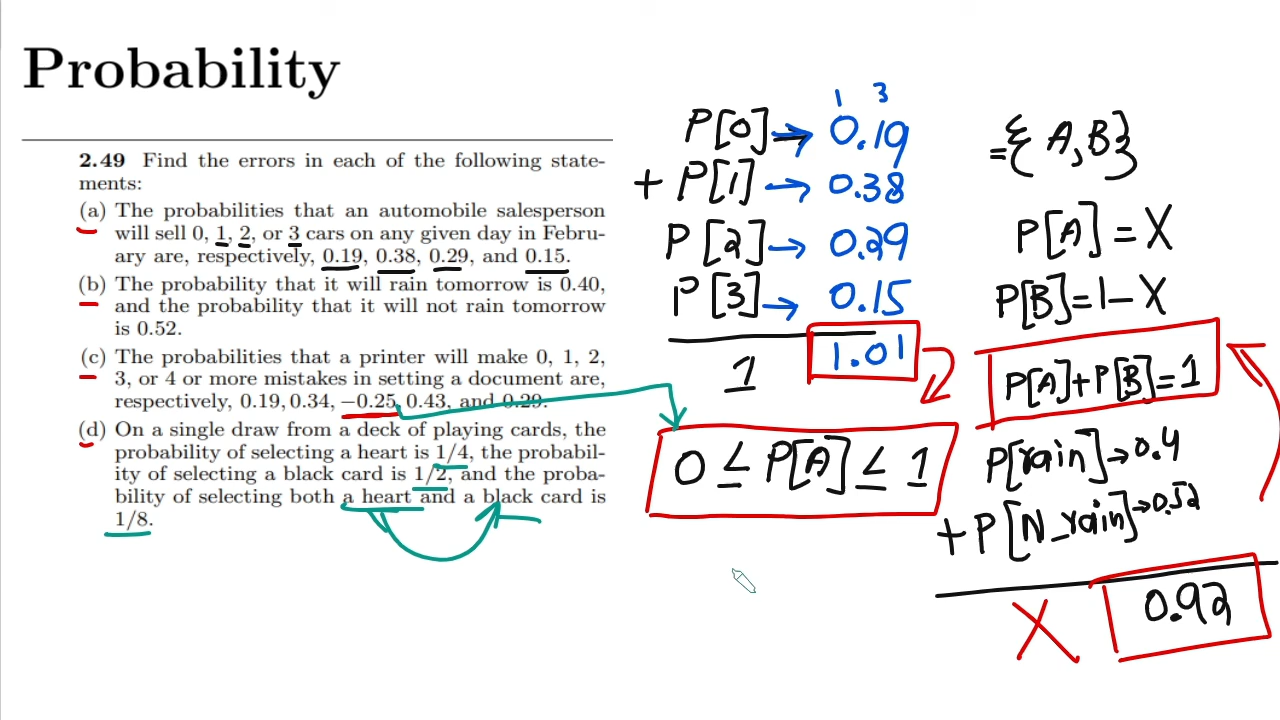 Probability
2.49 Find the errors in each of the following state-
ments:
(a) The probabilities that an automobile salesperson
will sell 0, 1, 2, or 3 cars on any given day in Febru-
ary are, respectively, 0.19, 0.38, 0.29, and 0.15.
(b) The probability that it will rain tomorrow is 0.40,
and the probability that it will not rain tomorrow
is 0.52.
(c) The probabilities that a printer will make 0, 1, 2,
3, or 4 or more mistakes in setting a document are,
respectively, 0.19, 0.34, −0.25, 0.43, and 0.29.
(d) On a single draw from a deck of playing cards, the
probability of selecting a heart is 1/4, the probabil-
ity of selecting a black card is 1/2, and the proba-
bility of selecting both a heart and a black card is
1/8.
1 3
P[0] → 0.19
+ P[1] → 0.38
P[2] → 0.29
P[3] → 0.15
1 1.01
0 ≤ P[A] ≤ 1
={A,B}
P[A] = X
P[B] = 1 - X
P[A]+P[B]=1
P[rain] → 0.4
+ P[N_rain] → 0.52
X 0.92